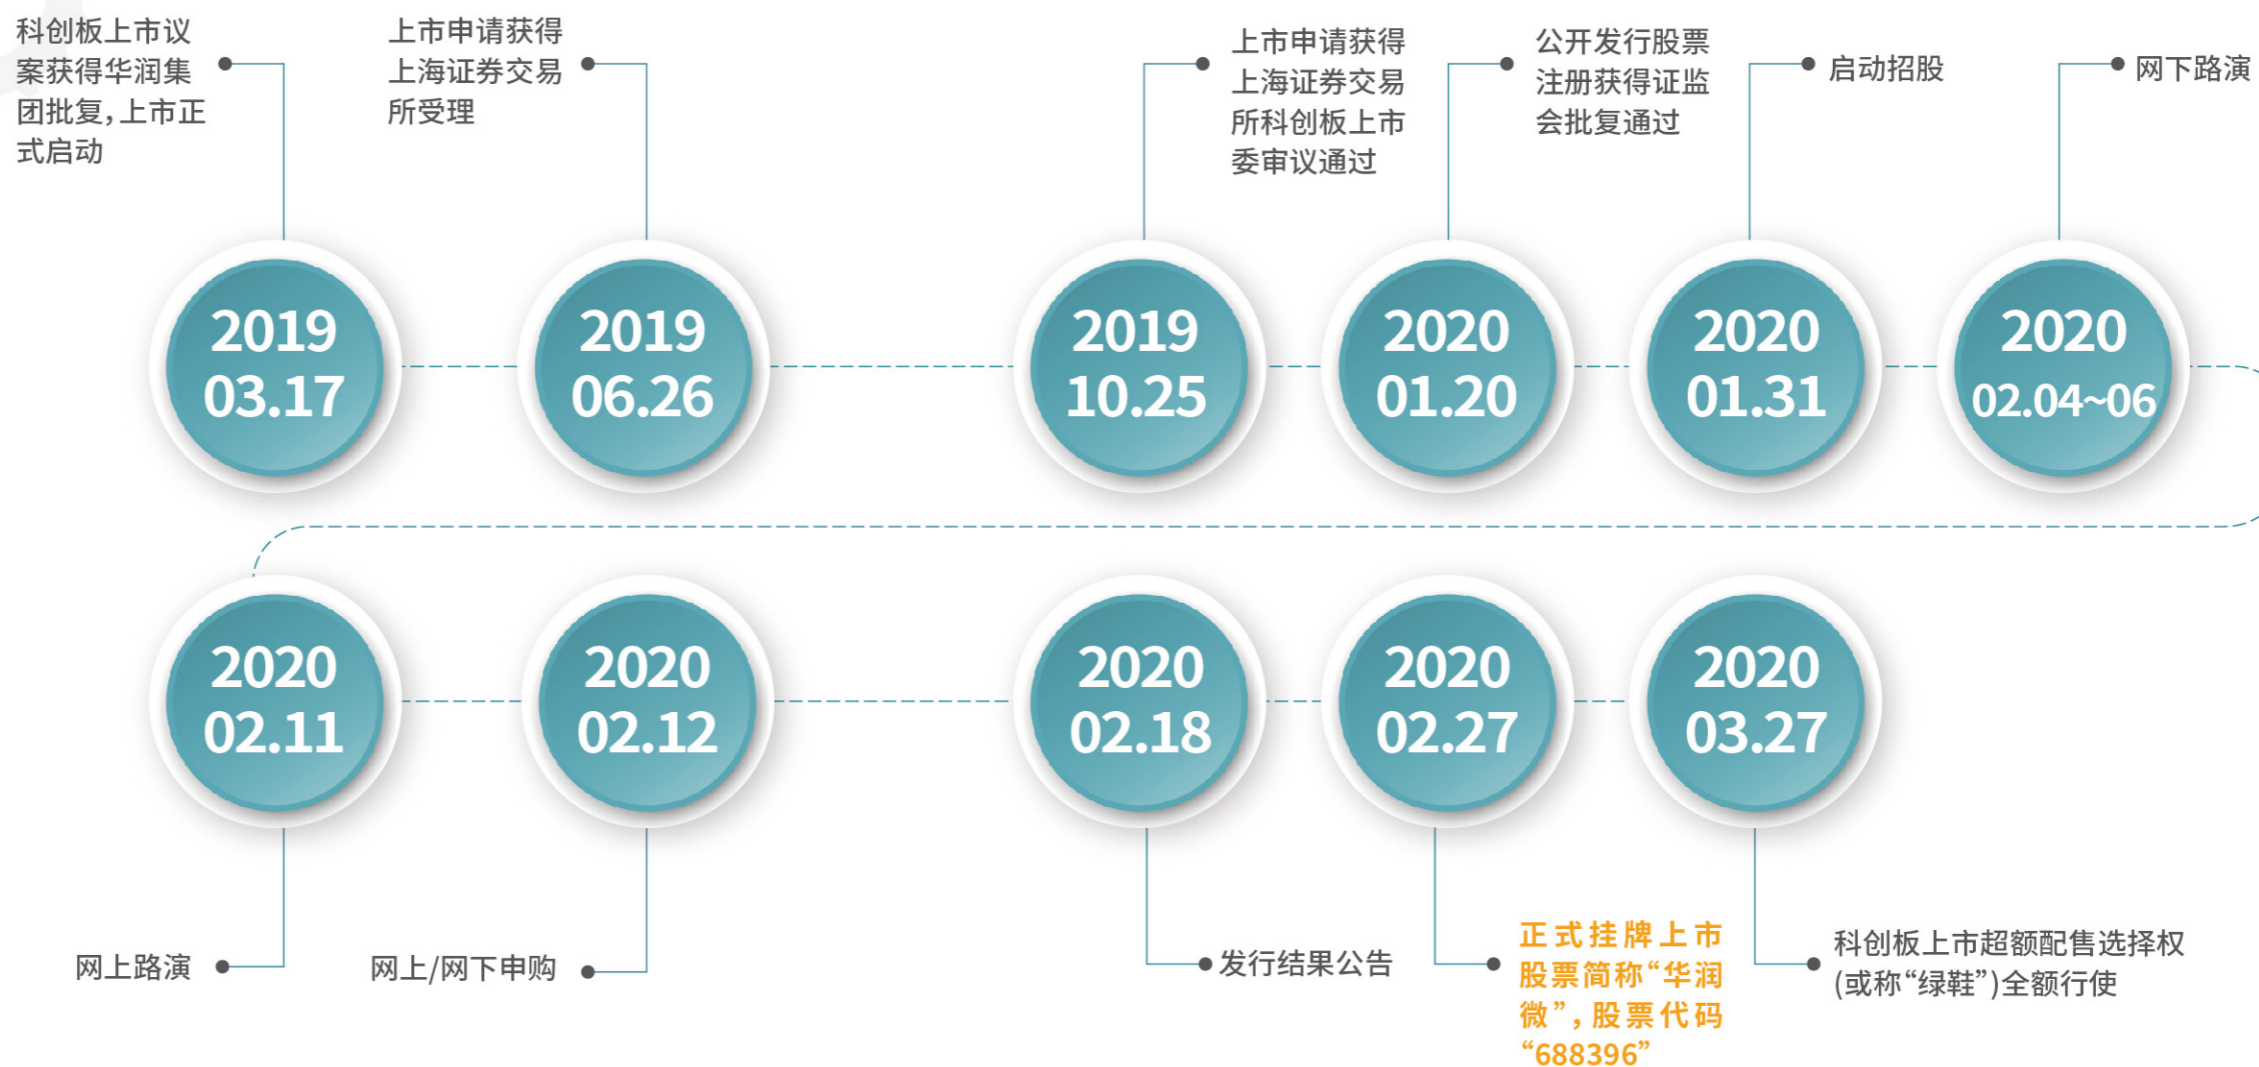 科创板上市议
案获得华润集
团批复，上市正
式启动
上市申请获得
上海证券交易
所受理
上市申请获得
上海证券交易
所科创板上市
委审议通过
公开发行股票
注册获得证监
会批复通过
启动招股
网下路演
2019
03.17
2019
06.26
2019
10.25
2020
01.20
2020
01.31
2020
02.04~06
2020
02.11
2020
02.12
2020
02.18
2020
02.27
2020
03.27
网上路演
网上/网下申购
发行结果公告
正式挂牌上市
股票简称“华润
微”，股票代码
“688396”
科创板上市超额配售选择权
(或称“绿鞋”)全额行使